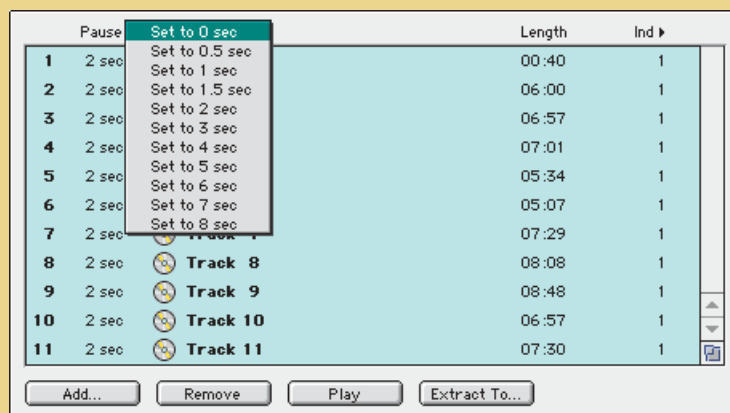 Pause Set to 0 sec Length Ind
Set to 0.5 sec
1 2 sec 00:40 1
Set to 1 sec
2 2 sec Set to 1.5 sec 06:00 1
Set to 2 sec
3 2 sec Set to 3 sec 06:57 1
4 2 sec Set to 4 sec 07:01 1
Set to 5 sec
5 2 sec Set to 6 sec 05:34 1
6 2 sec Set to 7 sec 05:07 1
Set to 8 sec
7 2 sec Track 07:29 1
8 2 sec Track 8 08:08 1
9 2 sec Track 9 08:48 1
10 2 sec Track 10 06:57 1
11 2 sec Track 11 07:30 1
Add... Remove Play Extract To...